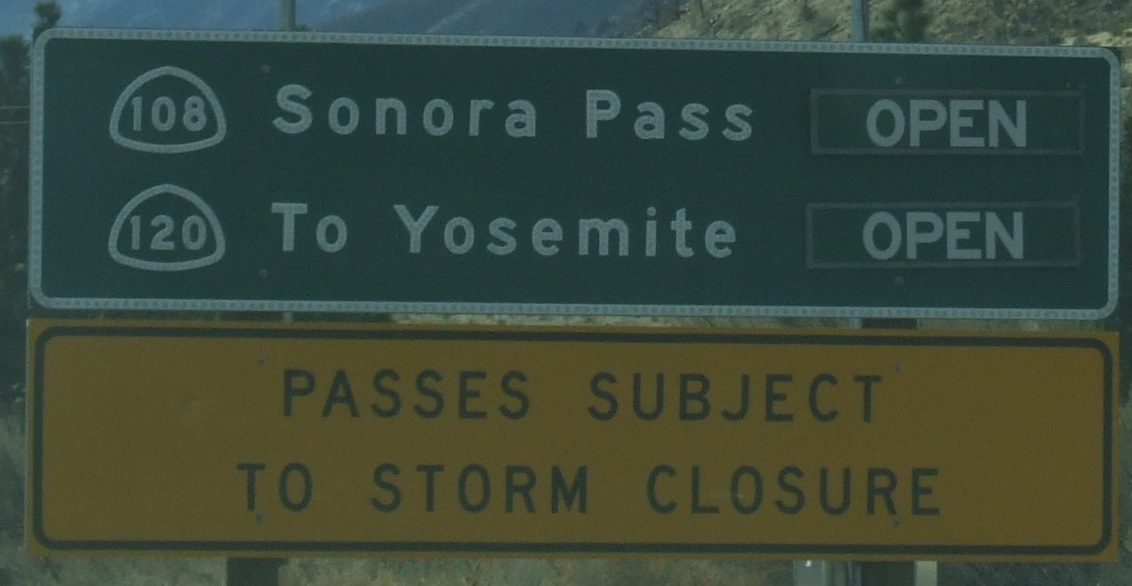 108 Sonora Pass OPEN
120 To Yosemite OPEN
PASSES SUBJECT
TO STORM CLOSURE